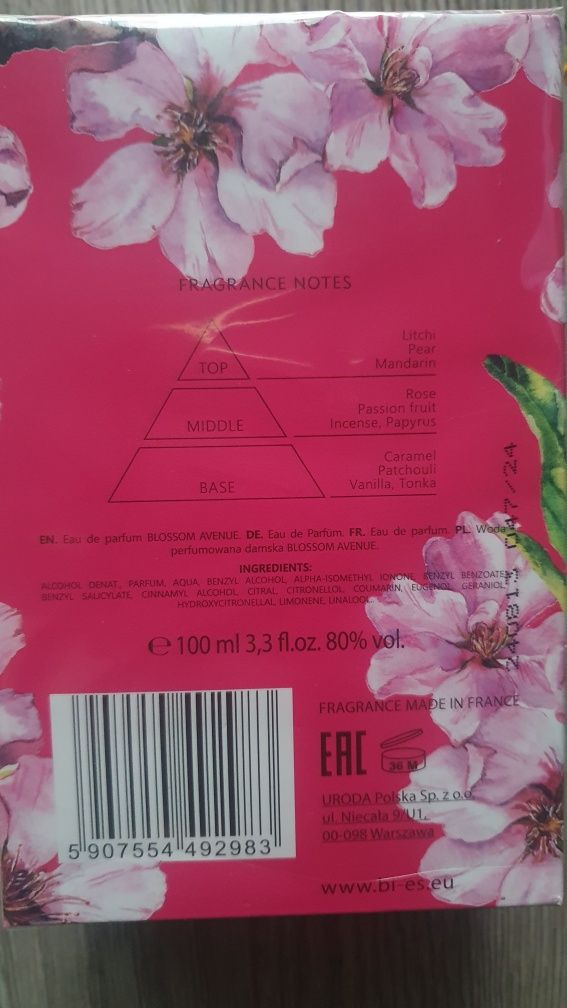 FRAGRANCE NOTES
TOP
Litchi
Pear
Mandarin
MIDDLE
Rose
Passion fruit
Incense, Papyrus
BASE
Caramel
Patchouli
Vanilla, Tonka
EN. Eau de parfum BLOSSOM AVENUE. DE. Eau de Parfüm. FR. Eau de parfum. PL. Woda
perfumowana damska BLOSSOM AVENUE.
INGREDIENTS:
ALCOHOL DENAT., PARFUM, AQUA, BENZYL ALCOHOL, ALPHA-ISOMETHYL IONONE, BENZYL BENZOATE,
BENZYL SALICYLATE, CINNAMYL ALCOHOL, CITRAL, CITRONELLOL, COUMARIN, EUGENOL, GERANIOL,
HYDROXYCITRONELLAL, LIMONENE, LINALOOL.
e 100 ml 3,3 fl.oz. 80% vol.
FRAGRANCE MADE IN FRANCE
EAC
36 M
URODA Polska Sp. z o.o.
ul. Niecała 9/U1,
00-098 Warszawa
5 907554 492983
www.bi-es.eu